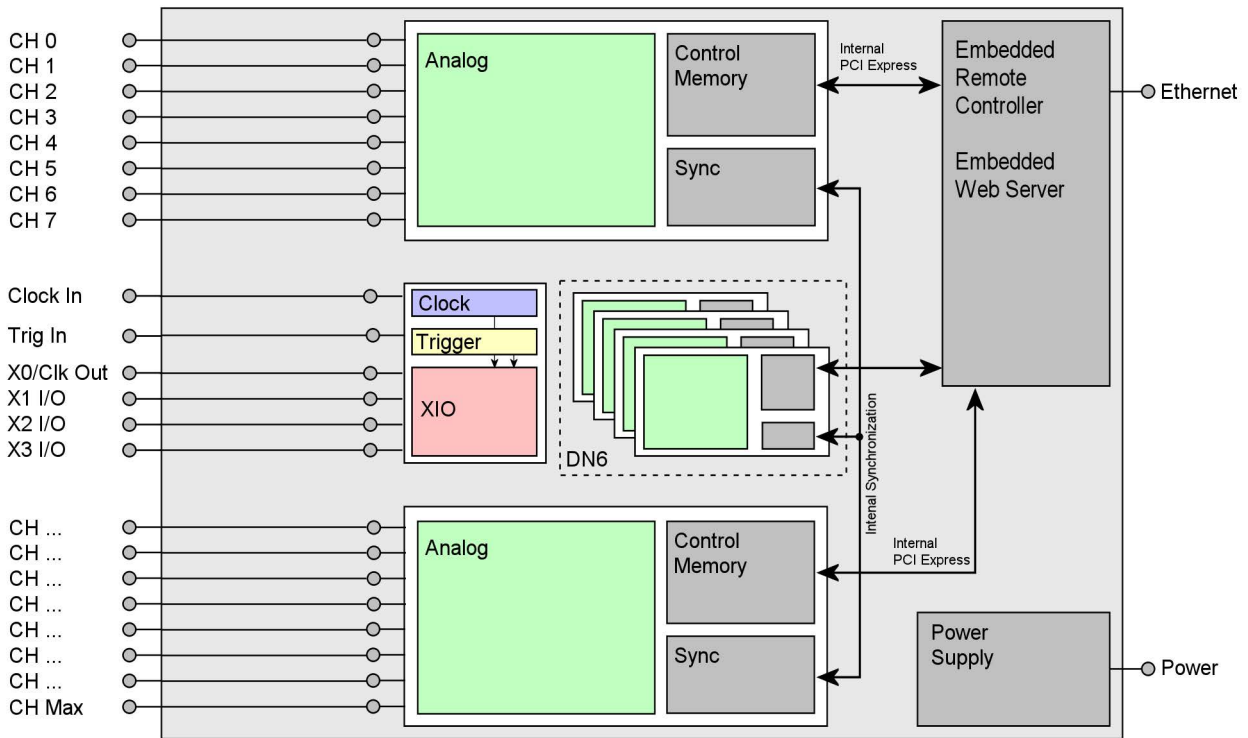 CH 0
CH 1
CH 2
CH 3
CH 4
CH 5
CH 6
CH 7
Analog
Control
Memory
Sync
Internal
PCI Express
Embedded
Remote
Controller
Embedded
Web Server
Ethernet
Clock In
Trig In
X0/Clk Out
X1 I/O
X2 I/O
X3 I/O
Clock
Trigger
XIO
DN6
Intenal Synchronization
CH ...
CH ...
CH ...
CH ...
CH ...
CH ...
CH ...
CH Max
Analog
Control
Memory
Sync
Internal
PCI Express
Power
Supply
Power